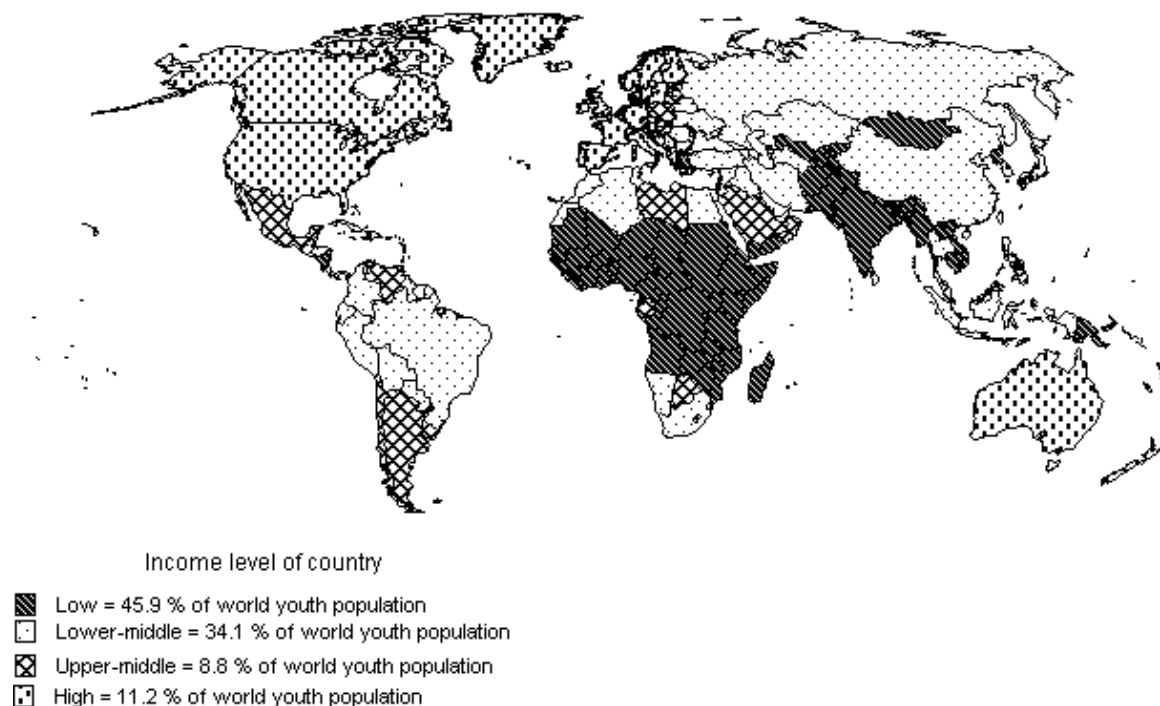 Income level of country
Low = 45.9 % of world youth population
Lower-middle = 34.1 % of world youth population
Upper-middle = 8.8 % of world youth population
High = 11.2 % of world youth population